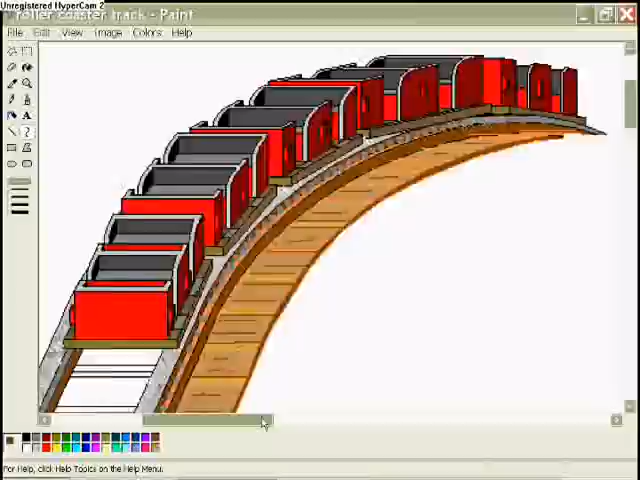 Unregistered HyperCam 2
roller coaster track - Paint
File Edit View Image Colors Help
A
For Help, click Help Topics on the Help Menu.